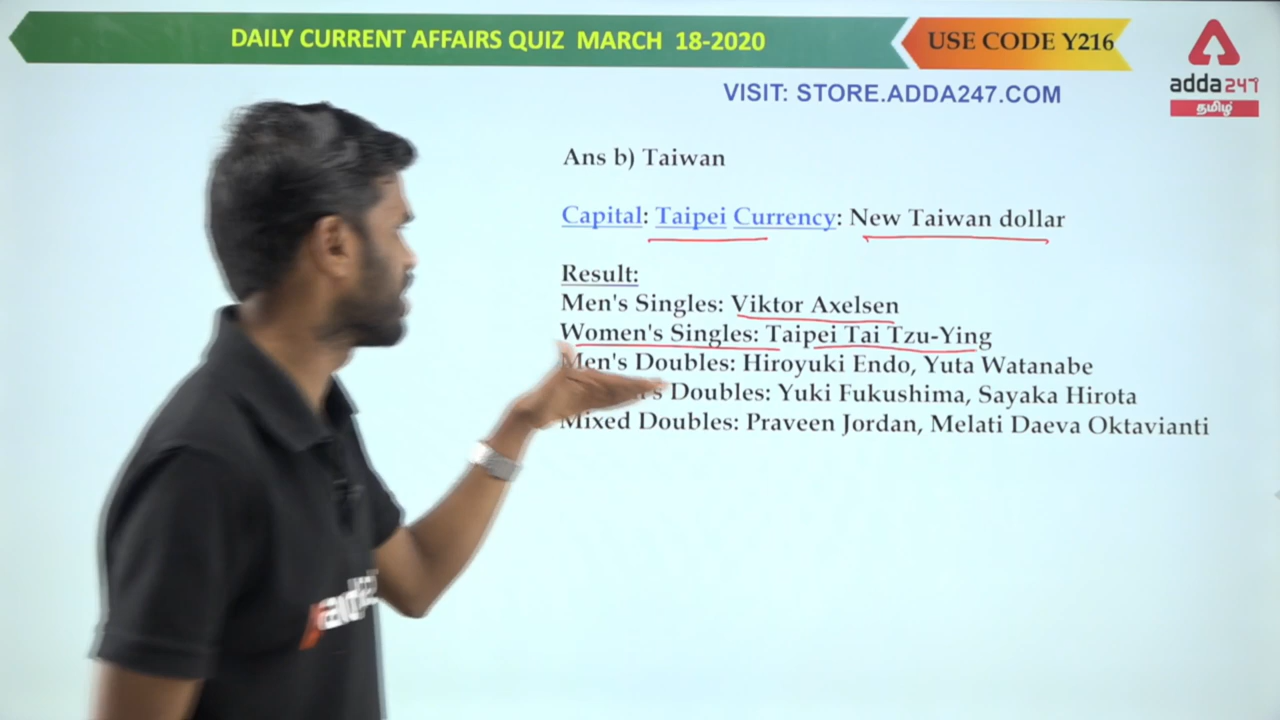 DAILY CURRENT AFFAIRS QUIZ MARCH 18-2020
USE CODE Y216
adda247
தமிழ்
VISIT: STORE.ADDA247.COM
Ans b) Taiwan
Capital: Taipei Currency: New Taiwan dollar
Result:
Men's Singles: Viktor Axelsen
Women's Singles: Taipei Tai Tzu-Ying
Men's Doubles: Hiroyuki Endo, Yuta Watanabe
Doubles: Yuki Fukushima, Sayaka Hirota
Mixed Doubles: Praveen Jordan, Melati Daeva Oktavianti